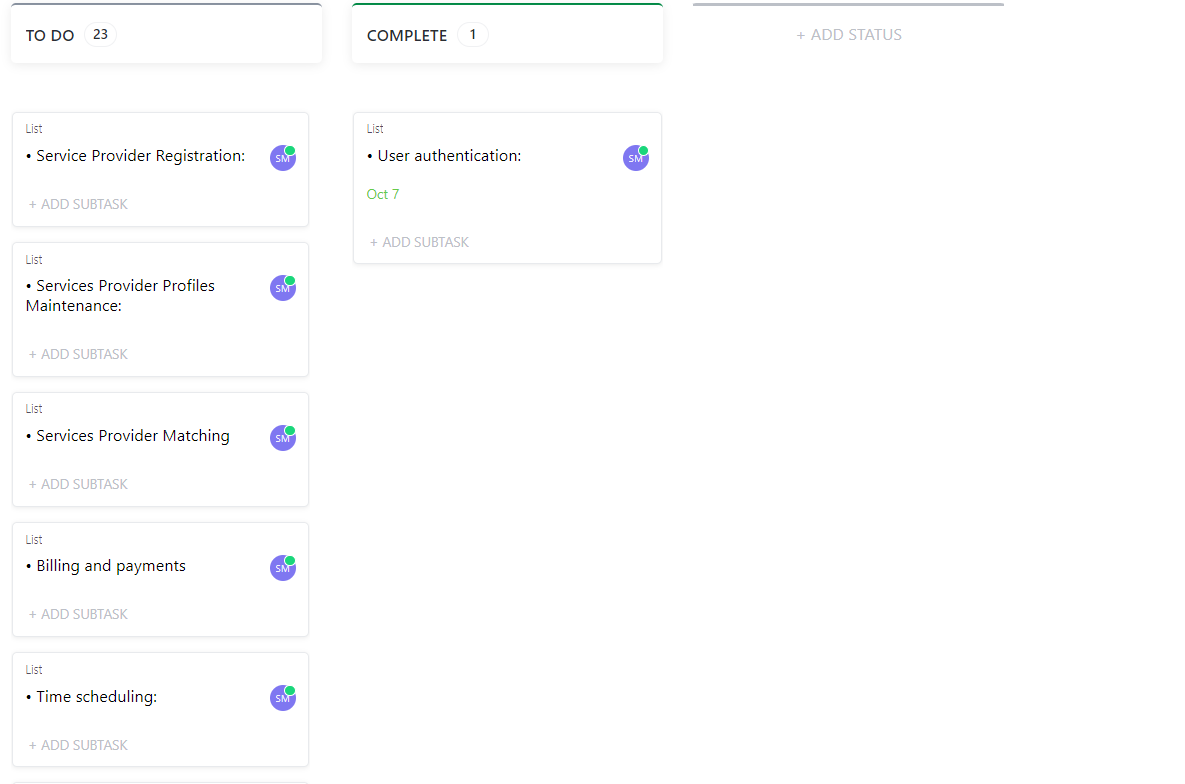 TO DO 23
List
• Service Provider Registration:
SM
+ ADD SUBTASK
List
• Services Provider Profiles
Maintenance:
SM
+ ADD SUBTASK
List
• Services Provider Matching
SM
+ ADD SUBTASK
List
• Billing and payments
SM
+ ADD SUBTASK
List
• Time scheduling:
SM
+ ADD SUBTASK
COMPLETE 1
List
• User authentication:
SM
Oct 7
+ ADD SUBTASK
+ ADD STATUS